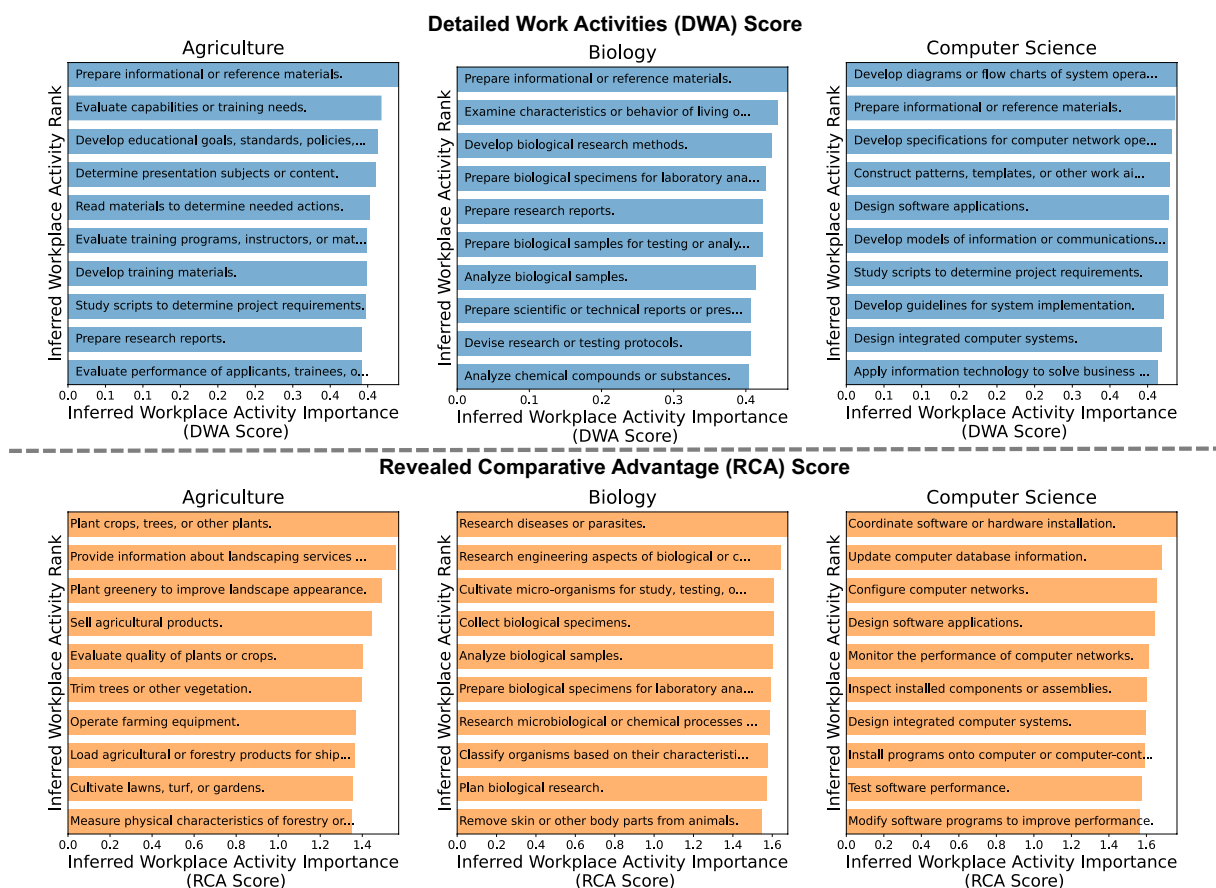 Detailed Work Activities (DWA) Score
Agriculture
Inferred Workplace Activity Rank
Prepare informational or reference materials.
Evaluate capabilities or training needs.
Develop educational goals, standards, policies,...
Determine presentation subjects or content.
Read materials to determine needed actions.
Evaluate training programs, instructors, or mat...
Develop training materials.
Study scripts to determine project requirements.
Prepare research reports.
Evaluate performance of applicants, trainees, o...
0.0 0.1 0.1 0.2 0.2 0.2 0.3 0.4 0.4
Inferred Workplace Activity Importance
(DWA Score)
Biology
Inferred Workplace Activity Rank
Prepare informational or reference materials.
Examine characteristics or behavior of living o...
Develop biological research methods.
Prepare biological specimens for laboratory ana...
Prepare research reports.
Prepare biological samples for testing or analy...
Analyze biological samples.
Prepare scientific or technical reports or pres...
Devise research or testing protocols.
Analyze chemical compounds or substances.
0.0 0.1 0.1 0.2 0.2 0.2 0.3 0.4 0.4
Inferred Workplace Activity Importance
(DWA Score)
Computer Science
Inferred Workplace Activity Rank
Develop diagrams or flow charts of system opera...
Prepare informational or reference materials.
Develop specifications for computer network ope...
Construct patterns, templates, or other work ai...
Design software applications.
Develop models of information or communications...
Study scripts to determine project requirements.
Develop guidelines for system implementation.
Design integrated computer systems.
Apply information technology to solve business ...
0.0 0.1 0.1 0.2 0.2 0.2 0.3 0.4 0.4
Inferred Workplace Activity Importance
(DWA Score)
Revealed Comparative Advantage (RCA) Score
Agriculture
Inferred Workplace Activity Rank
Plant crops, trees, or other plants.
Provide information about landscaping services ...
Plant greenery to improve landscape appearance.
Sell agricultural products.
Evaluate quality of plants or crops.
Trim trees or other vegetation.
Operate farming equipment.
Load agricultural or forestry products for ship...
Cultivate lawns, turf, or gardens.
Measure physical characteristics of forestry or...
0.0 0.2 0.4 0.6 0.8 1.0 1.2 1.4
Inferred Workplace Activity Importance
(RCA Score)
Biology
Inferred Workplace Activity Rank
Research diseases or parasites.
Research engineering aspects of biological or c...
Cultivate micro-organisms for study, testing, o...
Collect biological specimens.
Analyze biological samples.
Prepare biological specimens for laboratory ana...
Research microbiological or chemical processes ...
Classify organisms based on their characteristi...
Plan biological research.
Remove skin or other body parts from animals.
0.0 0.2 0.4 0.6 0.8 1.0 1.2 1.4 1.6
Inferred Workplace Activity Importance
(RCA Score)
Computer Science
Inferred Workplace Activity Rank
Coordinate software or hardware installation.
Update computer database information.
Configure computer networks.
Design software applications.
Monitor the performance of computer networks.
Inspect installed components or assemblies.
Design integrated computer systems.
Install programs onto computer or computer-cont...
Test software performance.
Modify software programs to improve performance.
0.0 0.2 0.4 0.6 0.8 1.0 1.2 1.4 1.6
Inferred Workplace Activity Importance
(RCA Score)